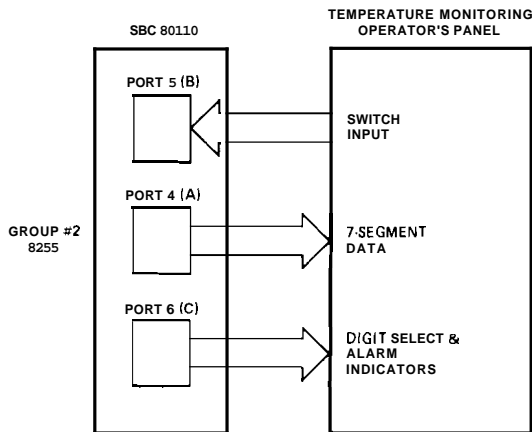 SBC 80110
TEMPERATURE MONITORING
OPERATOR'S PANEL
PORT 5 (B)
SWITCH
INPUT
PORT 4 (A)
GROUP #2
8255
7-SEGMENT
DATA
PORT 6 (C)
DIGIT SELECT &
ALARM
INDICATORS